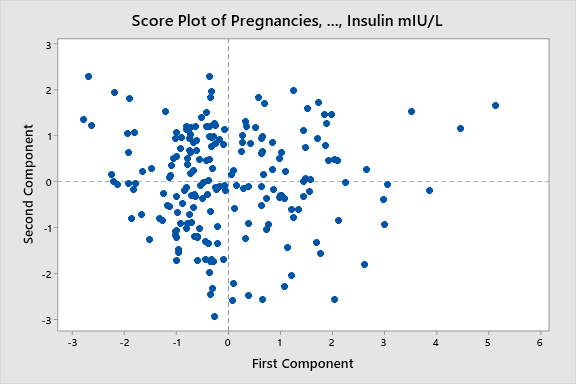 Score Plot of Pregnancies, ..., Insulin mIU/L
Second Component
3
2
1
0
-1
-2
-3
-3 -2 -1 0 1 2 3 4 5 6
First Component